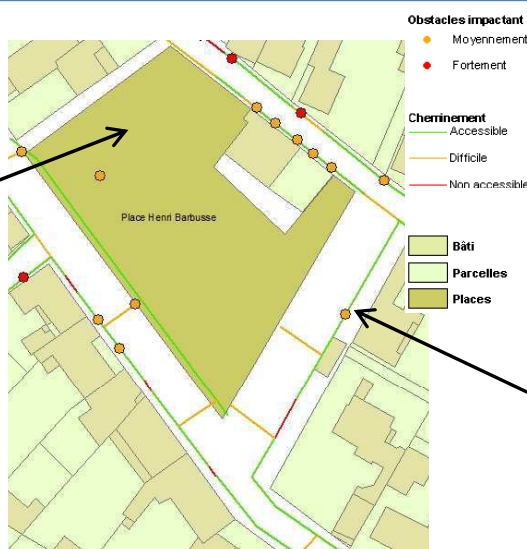 Obstacles impactant
Moyennement
Fortement
Cheminement
Accessible
Difficile
Non accessible
Bâti
Parcelles
Places
Place Henri Barbusse